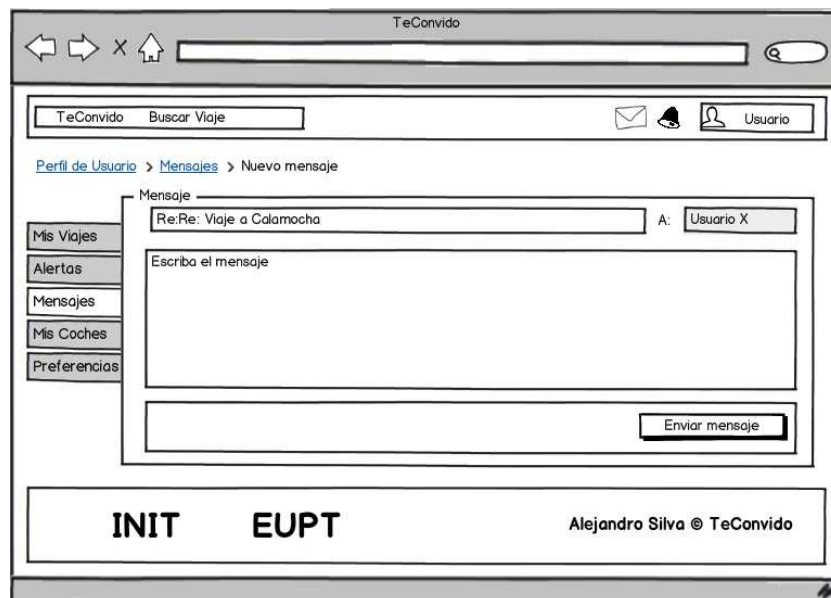 TeConvido
TeConvido Buscar Viaje Usuario
Perfil de Usuario > Mensajes > Nuevo mensaje
Mensaje
Re:Re: Viaje a Calamocha A: Usuario X
Mis Viajes
Alertas
Mensajes
Mis Coches
Preferencias
Escriba el mensaje
Enviar mensaje
INIT EUPT Alejandro Silva © TeConvido